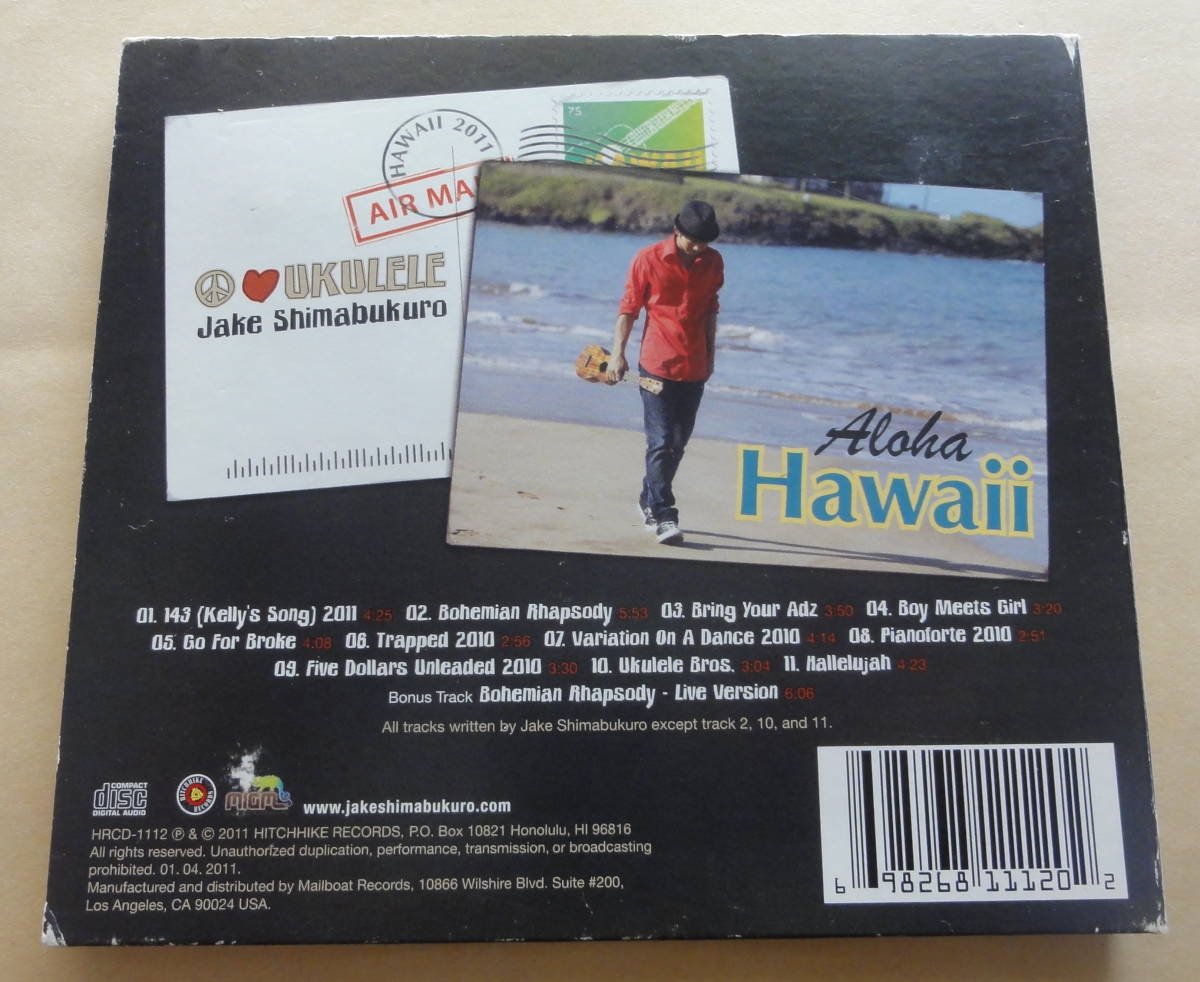 HAWAII 2011
75
AIR MA
UKULELE
Jake Shimabukuro
Aloha
Hawaii
01. 143 (Kelly's Song) 2011 4:25 02. Bohemian Rhapsody 5:53 03. Bring Your Adz 3:50 04. Boy Meets Girl 3:20
05. Go For Broke 4:08 06. Trapped 2010 2:56 07. Variation On A Dance 2010 4:14 08. Pianoforte 2010 2:51
09. Five Dollars Unleaded 2010 3:30 10. Ukulele Bros. 3:04 11. Hallelujah 4:23
Bonus Track Bohemian Rhapsody - Live Version 6:06
All tracks written by Jake Shimabukuro except track 2, 10, and 11.
COMPACT
disc
DIGITAL AUDIO
HITCHHIKE RECORDS
MIGM
www.jakeshimabukuro.com
HRCD-1112 ℗ & © 2011 HITCHHIKE RECORDS, P.O. Box 10821 Honolulu, HI 96816
All rights reserved. Unauthorized duplication, performance, transmission, or broadcasting
prohibited. 01. 04. 2011.
Manufactured and distributed by Mailboat Records, 10866 Wilshire Blvd. Suite #200,
Los Angeles, CA 90024 USA.
6 98268 11120 2